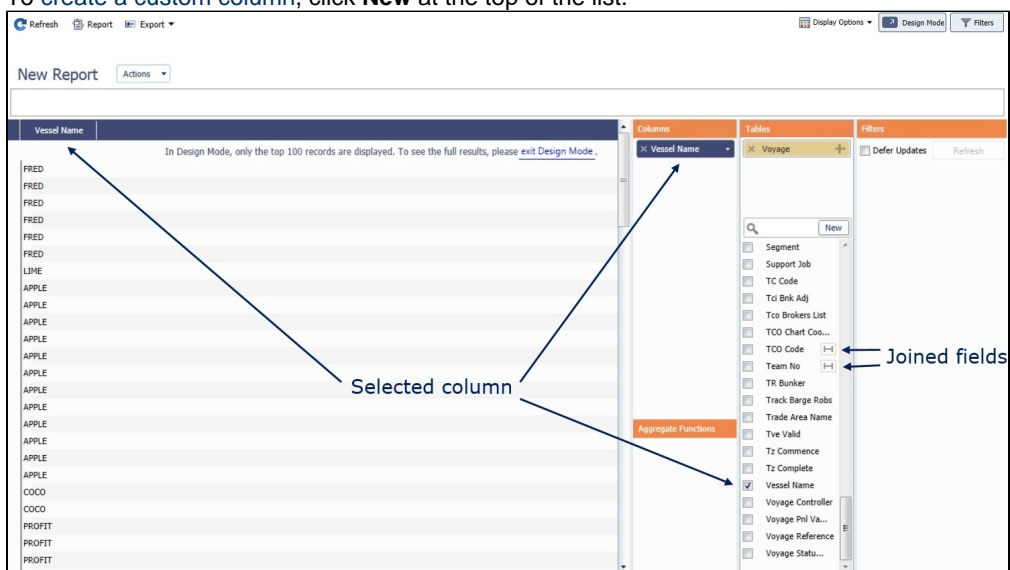 To create a custom column, click New at the top of the list.
Refresh Report Export Display Options Design Mode Filters
New Report Actions
Vessel Name Columns Tables Filters
In Design Mode, only the top 100 records are displayed. To see the full results, please exit Design Mode . Vessel Name Voyage Defer Updates Refresh
FRED
FRED
FRED
FRED
FRED
FRED
LIME
APPLE
APPLE
APPLE
APPLE
APPLE
APPLE
APPLE
APPLE
APPLE
APPLE
APPLE
APPLE
COCO
COCO
PROFIT
PROFIT
PROFIT
Selected column
Aggregate Functions
New
Segment
Support Job
TC Code
Tci Bnk Adj
Tco Brokers List
TCO Chart Coo...
TCO Code
Team No
TR Bunker
Track Barge Robs
Trade Area Name
Tve Valid
Tz Commence
Tz Complete
Vessel Name
Voyage Controller
Voyage Pnl Va...
Voyage Reference
Voyage Statu...
Joined fields